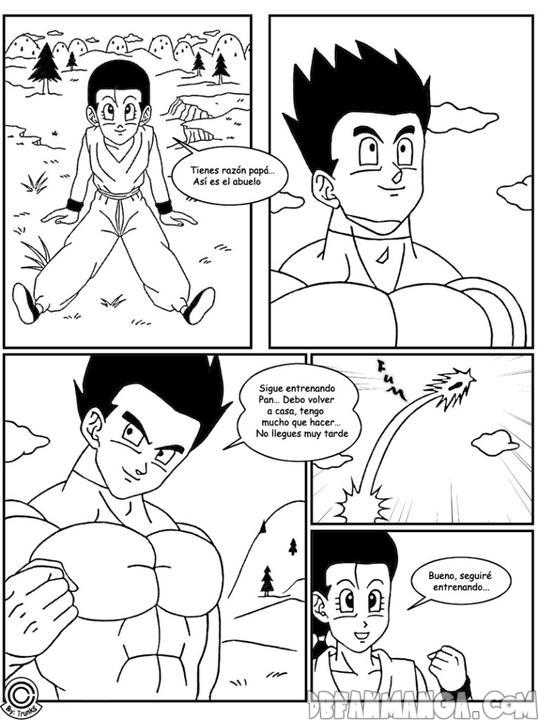 Tienes razón papá...
Así es el abuelo
Sigue entrenando
Pan... Debo volver
a casa, tengo
mucho que hacer...
No llegues muy tarde
Fum
Bueno, seguiré
entrenando...
©
By: Trunks
DBFANMANGA.COM